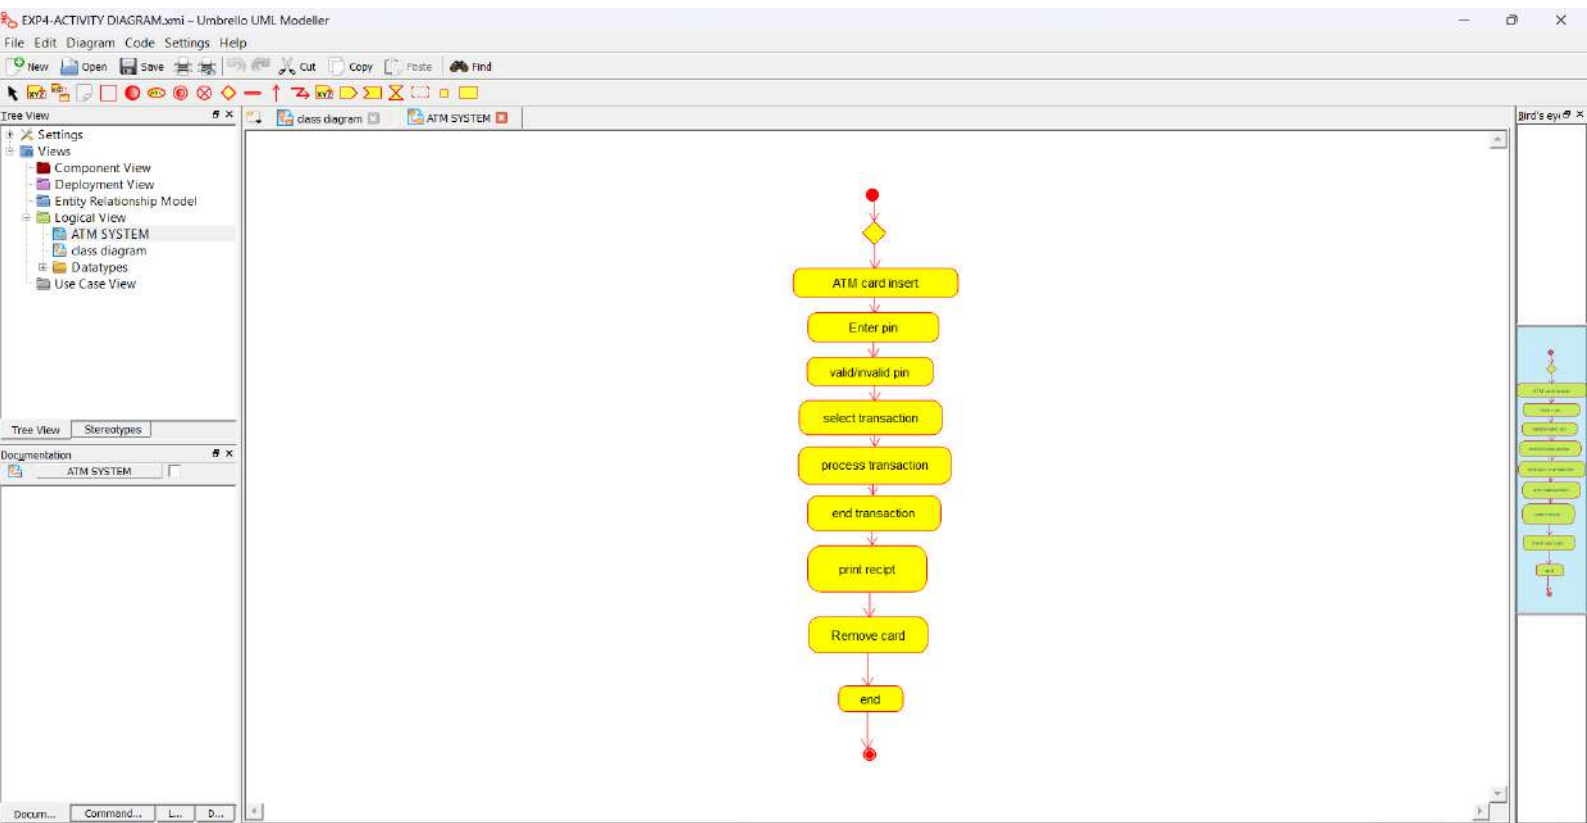 EXP4-ACTIVITY DIAGRAM.xmi – Umbrello UML Modeller
File Edit Diagram Code Settings Help
New Open Save Cut Copy Paste Find
Tree View
class diagram ATM SYSTEM
Bird's eye
Settings
Views
Component View
Deployment View
Entity Relationship Model
Logical View
ATM SYSTEM
class diagram
Datatypes
Use Case View
Tree View Stereotypes
Documentation
ATM SYSTEM
Docum... Command... L... D...
ATM card insert
Enter pin
valid/invalid pin
select transaction
process transaction
end transaction
print recipt
Remove card
end